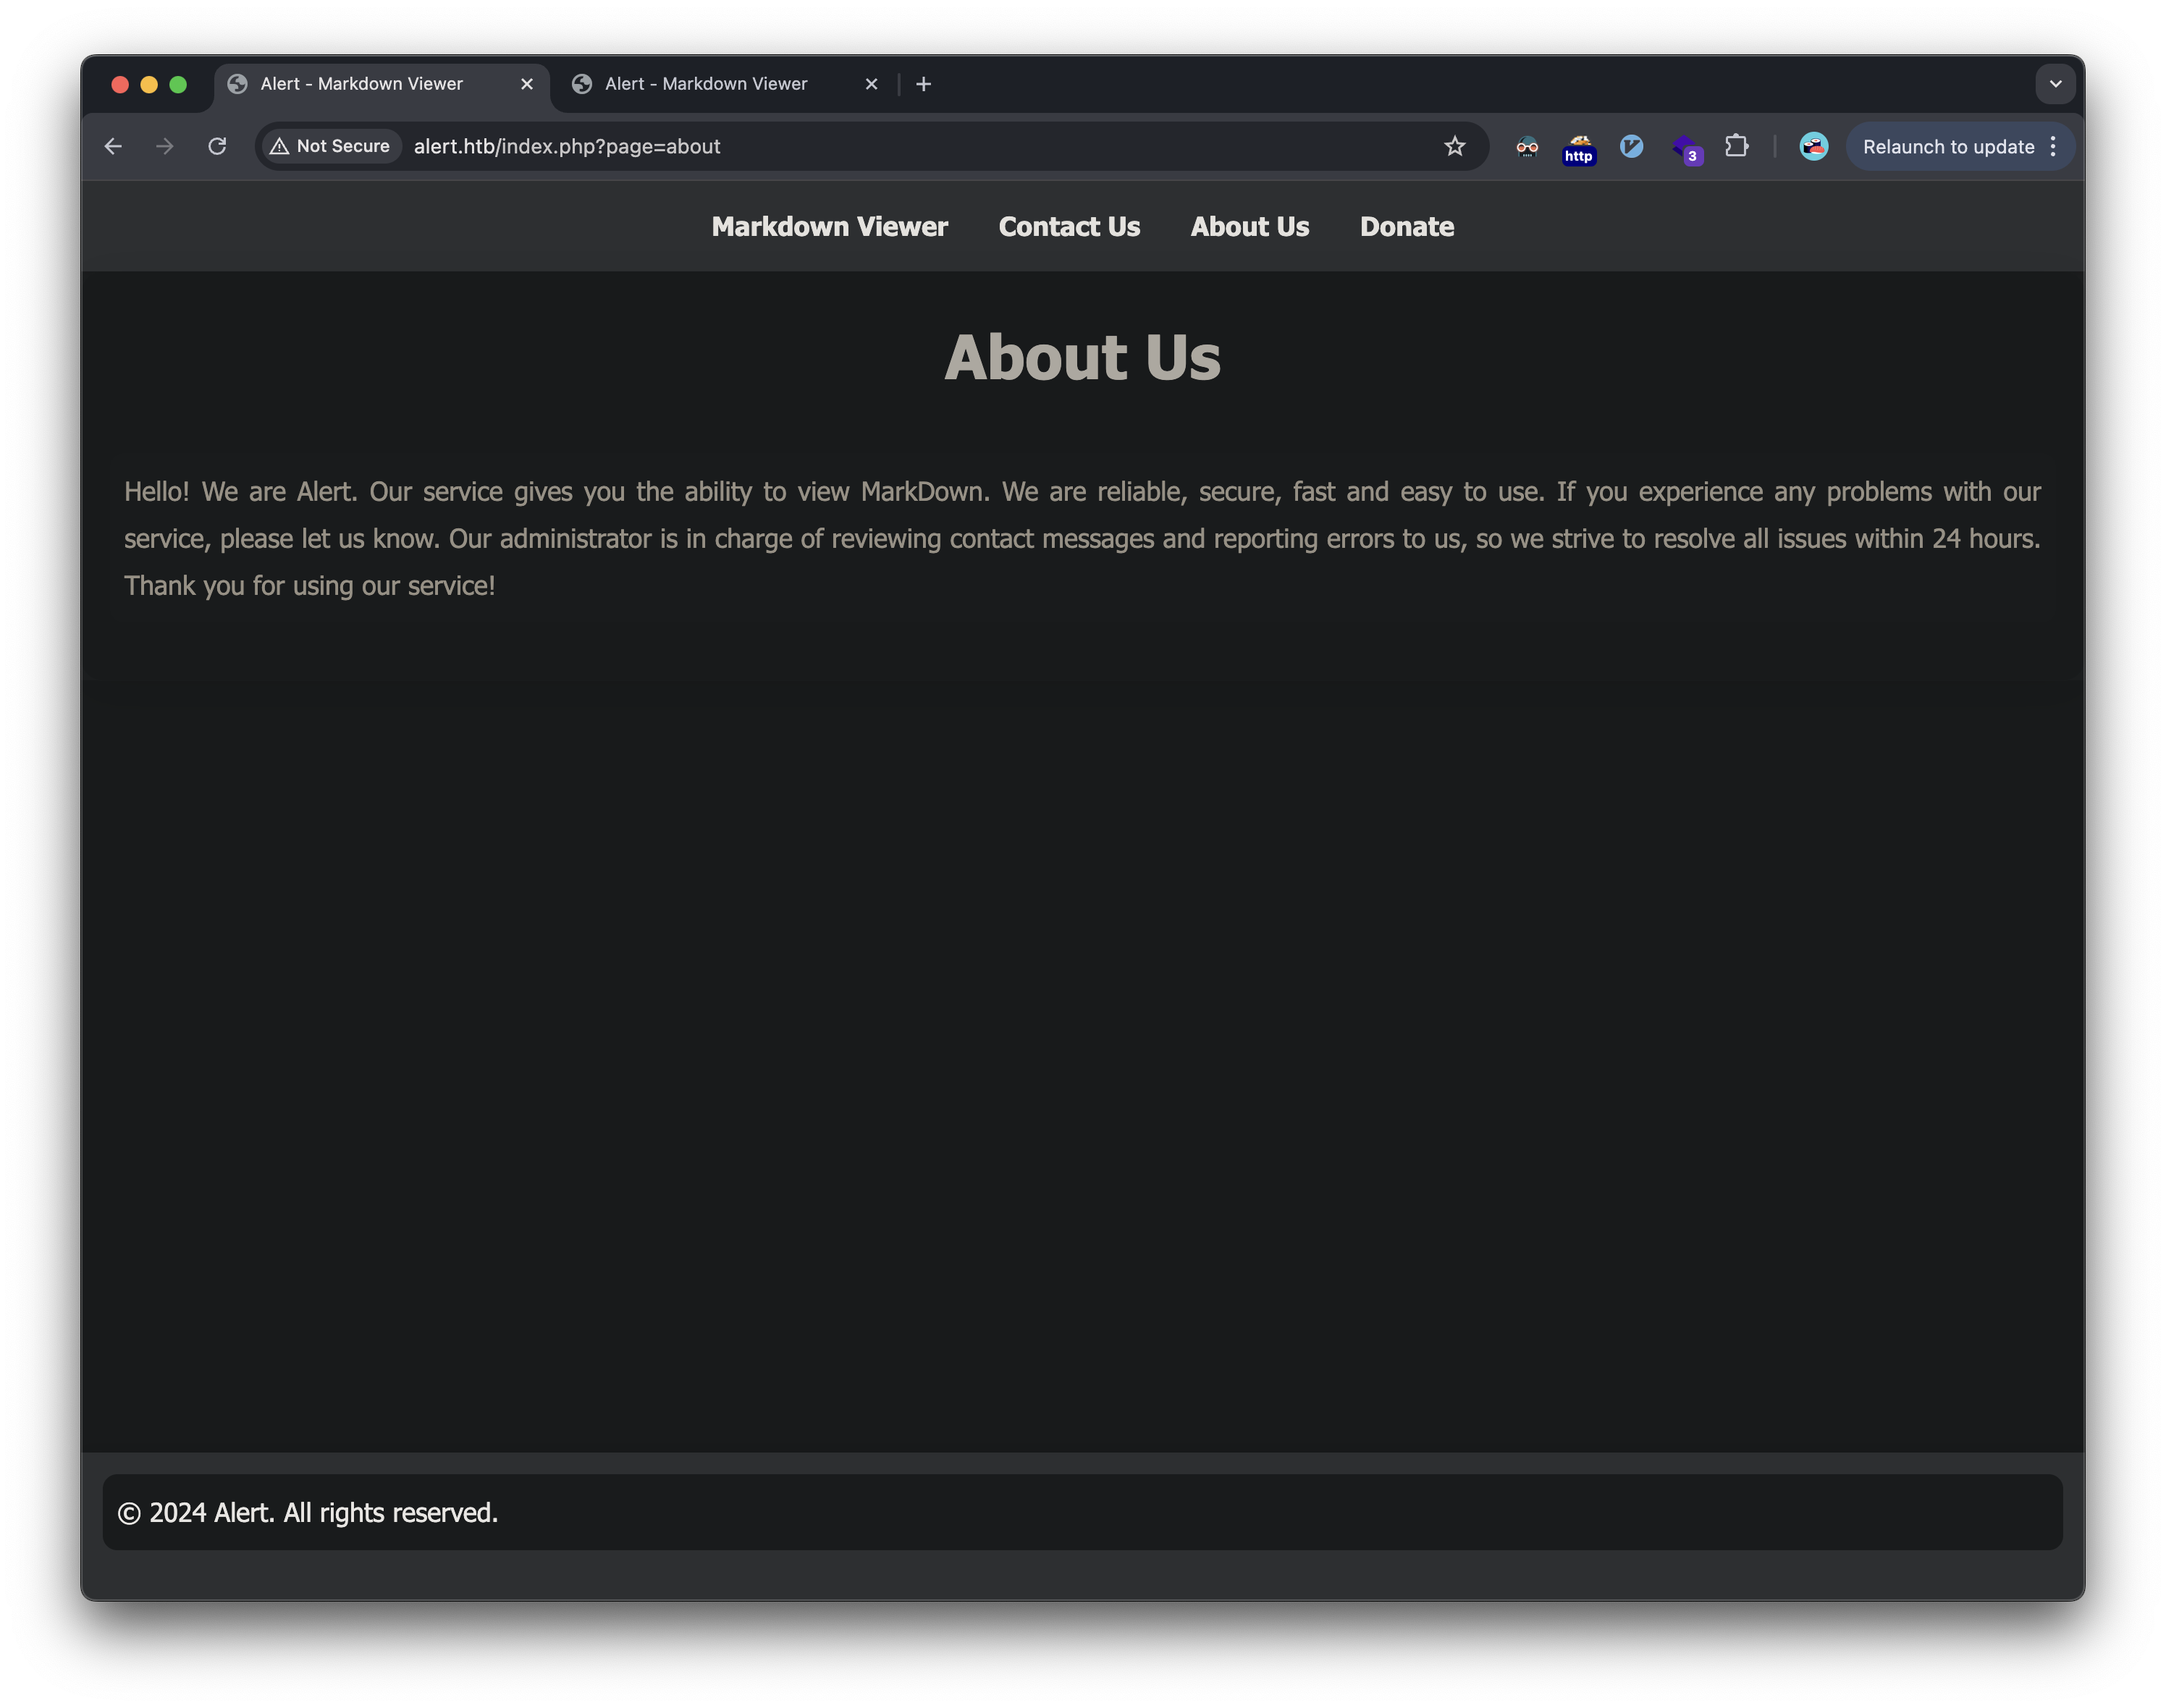 Alert - Markdown Viewer
Alert - Markdown Viewer
Not Secure
alert.htb/index.php?page=about
http
3
Relaunch to update
Markdown Viewer
Contact Us
About Us
Donate
About Us
Hello! We are Alert. Our service gives you the ability to view MarkDown. We are reliable, secure, fast and easy to use. If you experience any problems with our
service, please let us know. Our administrator is in charge of reviewing contact messages and reporting errors to us, so we strive to resolve all issues within 24 hours.
Thank you for using our service!
© 2024 Alert. All rights reserved.